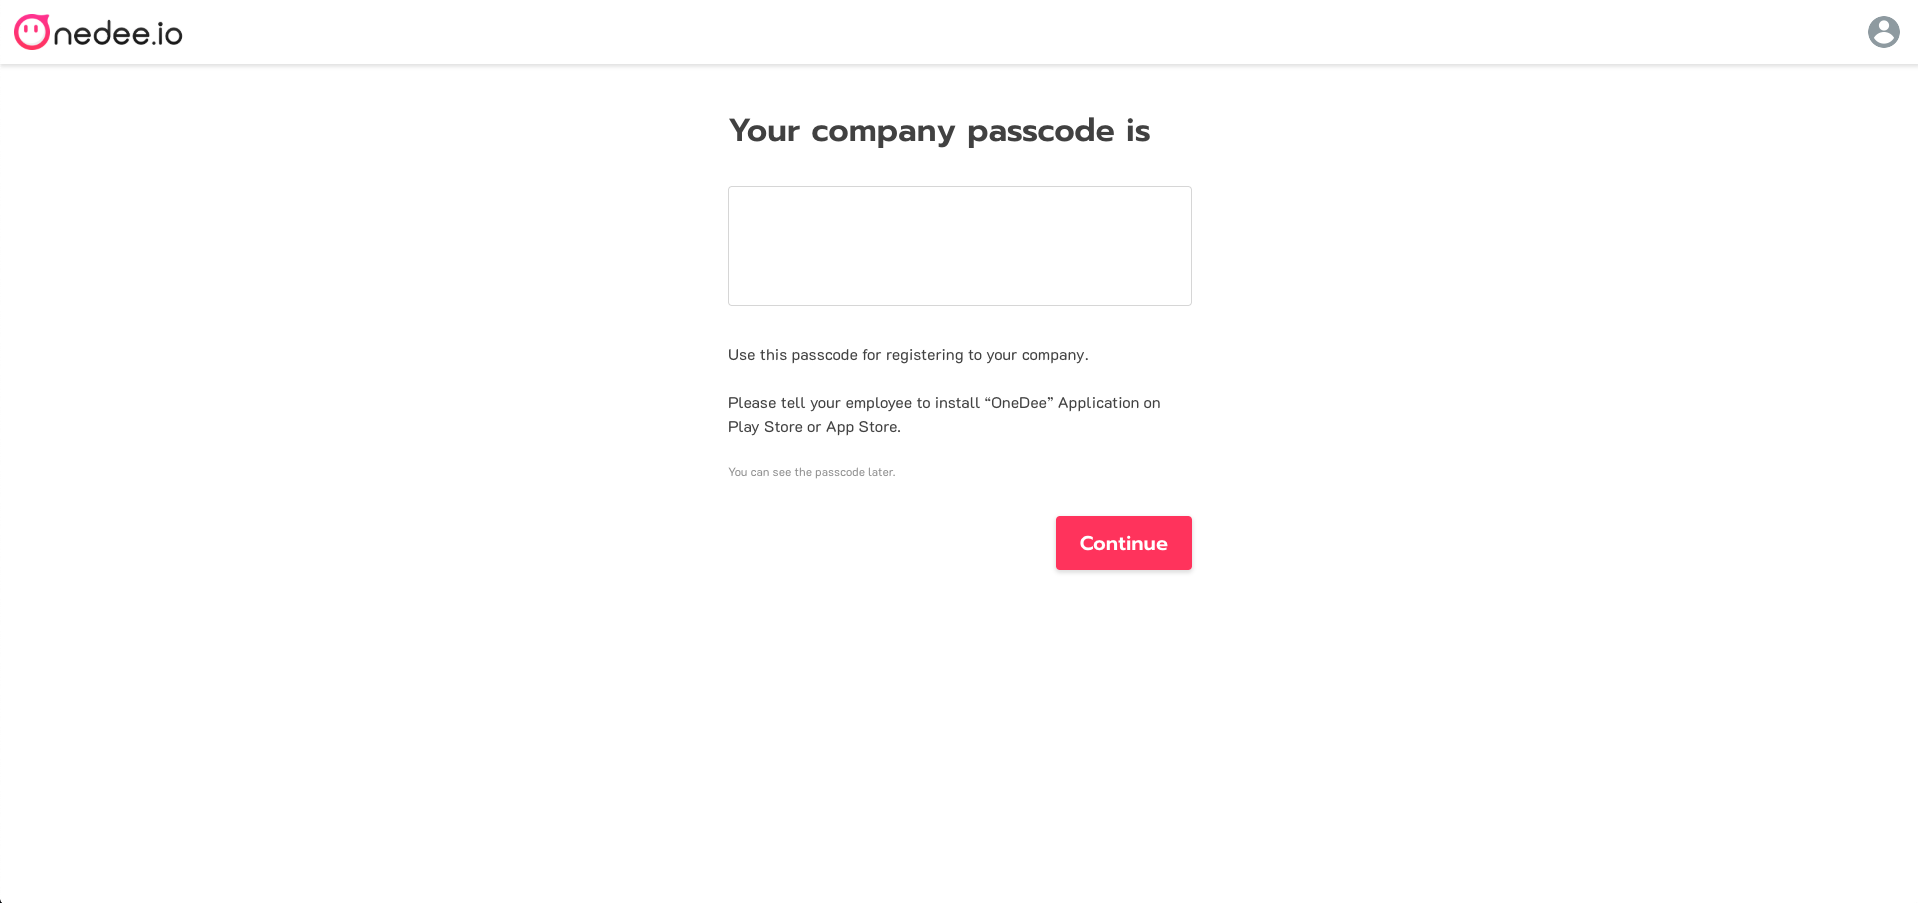 Onedee.io
Your company passcode is
Use this passcode for registering to your company.
Please tell your employee to install “OneDee” Application on
Play Store or App Store.
You can see the passcode later.
Continue